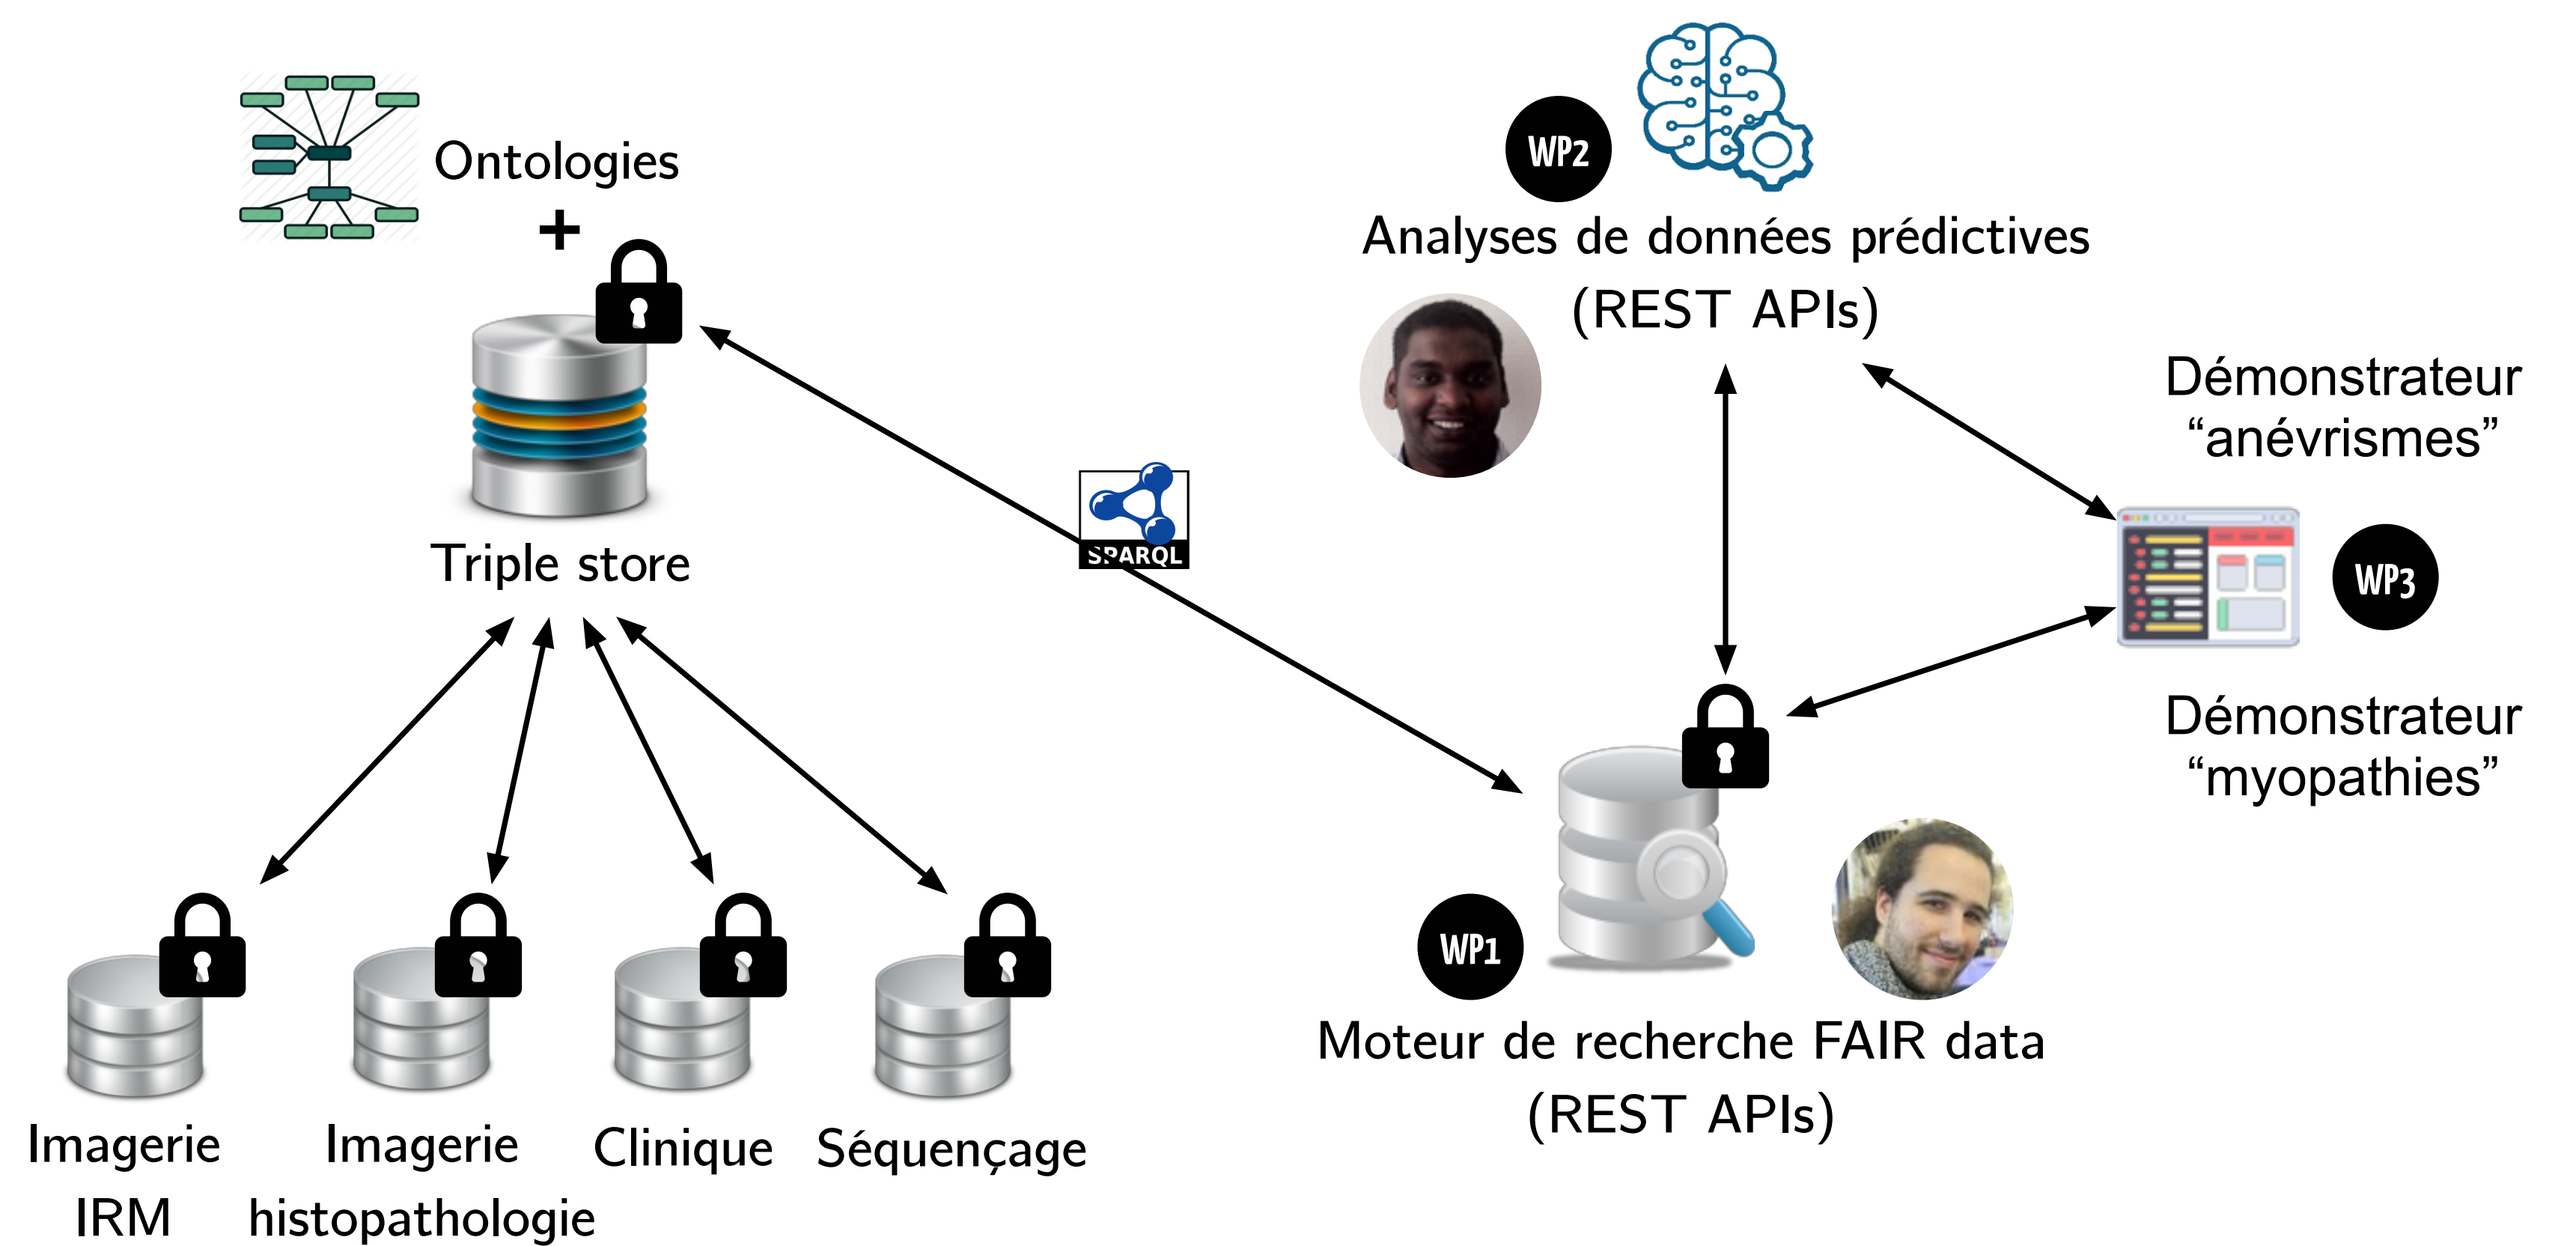 Ontologies
+
Triple store
Imagerie
IRM
Imagerie
histopathologie
Clinique
Séquençage
SPARQL
WP2
Analyses de données prédictives
(REST APIs)
Démonstrateur
“anévrismes”
WP3
Démonstrateur
“myopathies”
WP1
Moteur de recherche FAIR data
(REST APIs)